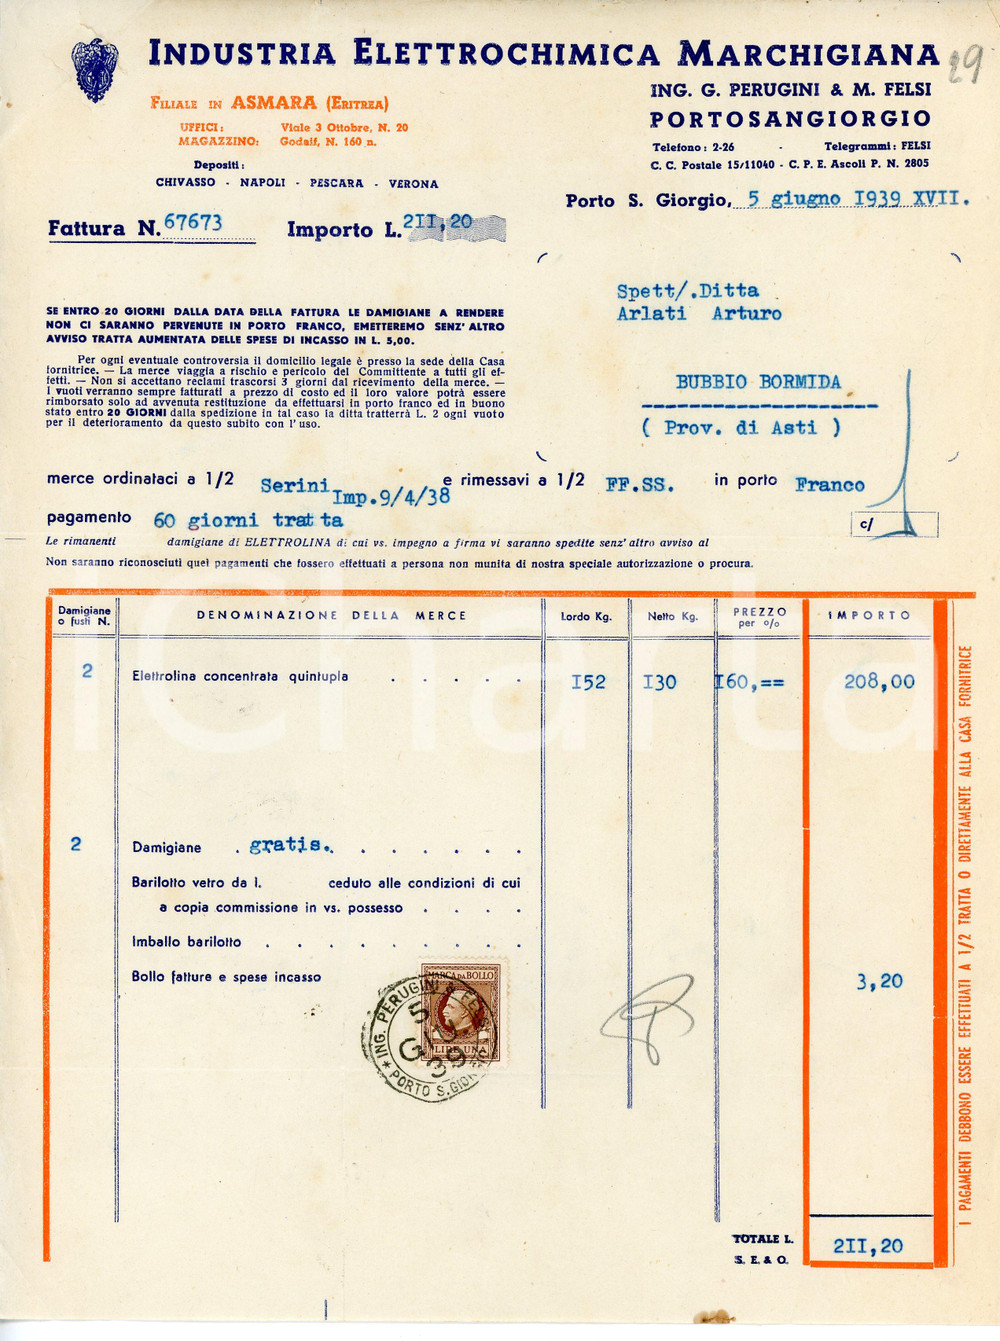 INDUSTRIA ELETTROCHIMICA MARCHIGIANA
29
ING. G. PERUGINI & M. FELSI
PORTOSANGIORGIO
Telefono: 2-26 - Telegrammi: FELSI
C. C. Postale 15/11040 - C. P. E. Ascoli P. N. 2805
FILIALE IN ASMARA (ERITREA)
UFFICI: Viale 3 Ottobre, N. 20
MAGAZZINO: Godaif, N. 160 n.
Depositi:
CHIVASSO - NAPOLI - PESCARA - VERONA
Porto S. Giorgio, 5 giugno I939 XVII.
Fattura N. 67673 Importo L. 2II,20
Spett/.Ditta
Arlati Arturo
BUBBIO BORMIDA
( Prov. di Asti )
SE ENTRO 20 GIORNI DALLA DATA DELLA FATTURA LE DAMIGIANE A RENDERE
NON CI SARANNO PERVENUTE IN PORTO FRANCO, EMETTEREMO SENZ'ALTRO
AVVISO TRATTA AUMENTATA DELLE SPESE DI INCASSO IN L. 5,00.
Per ogni eventuale controversia il domicilio legale è presso la sede della Casa
fornitrice. — La merce viaggia a rischio e pericolo del Committente a tutti gli ef-
fetti. — Non si accettano reclami trascorsi 3 giorni dal ricevimento della merce. —
I vuoti verranno sempre fatturati a prezzo di costo ed il loro valore potrà essere
rimborsato solo ad avvenuta restituzione da effettuarsi in porto franco ed in buono
stato entro 20 GIORNI dalla spedizione in tal caso la ditta tratterrà L. 2 ogni vuoto
per il deterioramento da questo subito con l'uso.
merce ordinataci a 1/2 Serini Imp.9/4/38 e rimessavi a 1/2 FF.SS. in porto Franco
pagamento 60 giorni tratta
c/
Le rimanenti damigiane di ELETTROLINA di cui vs. impegno a firma vi saranno spedite senz'altro avviso al
Non saranno riconosciuti quei pagamenti che fossero effettuati a persona non munita di nostra speciale autorizzazione o procura.
Damigiane o fusti N. DENOMINAZIONE DELLA MERCE Lordo Kg. Netto Kg. PREZZO per % IMPORTO
2 Elettrolina concentrata quintupla . . . . . I52 I30 I60,== 208,00
2 Damigiane . gratis. . . . . . . .
Barilotto vetro da l. ceduto alle condizioni di cui
a copia commissione in vs. possesso . . . .
Imballo barilotto . . . . . . . .
Bollo fatture e spese incasso 3,20
MARCA DA BOLLO
LIRE UNA
ING. PERUGINI & FELSI
5 GIU 39
PORTO S. GIORGIO
TOTALE L. 2II,20
S. E. & O.
I PAGAMENTI DEBBONO ESSERE EFFETTUATI A 1/2 TRATTA O DIRETTAMENTE ALLA CASA FORNITRICE
iCharta